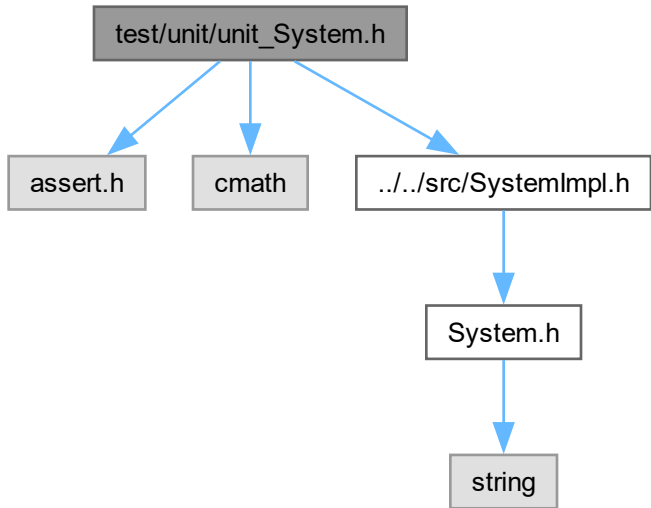 test/unit/unit_System.h
assert.h
cmath
../../src/SystemImpl.h
System.h
string